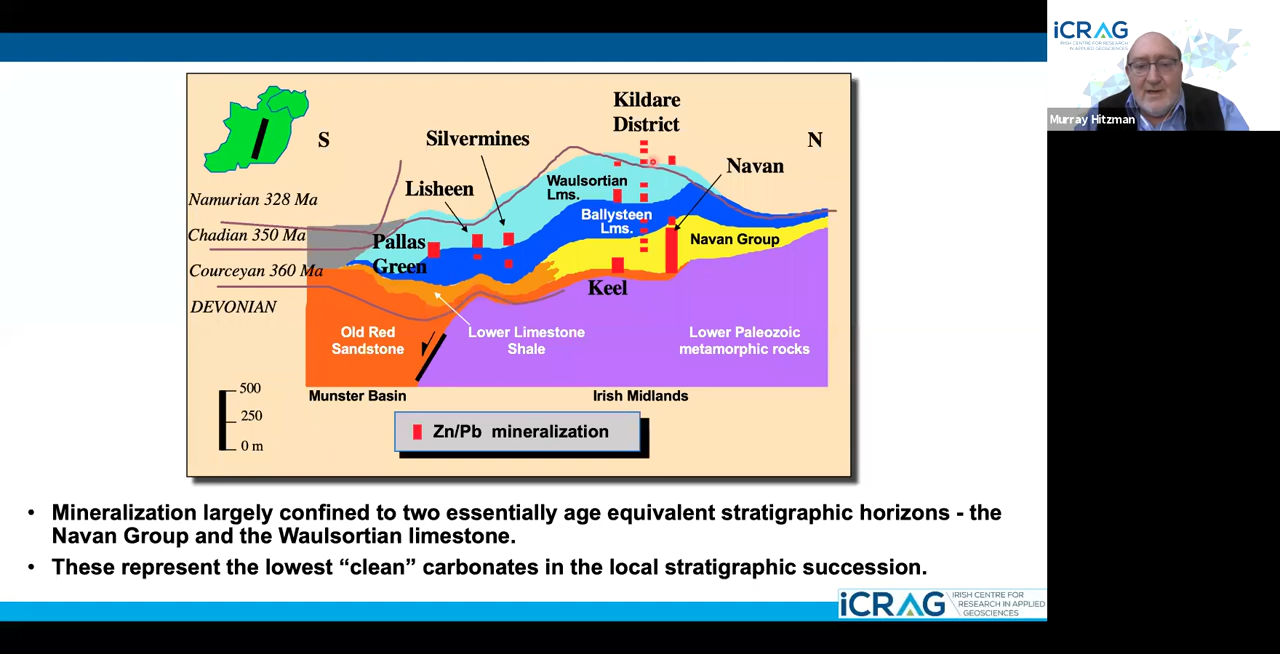 iCRAG
IRISH CENTRE FOR RESEARCH
IN APPLIED GEOSCIENCES
Murray Hitzman
Kildare
District
S
Silvermines
N
Navan
Lisheen
Waulsortian
Lms.
Namurian 328 Ma
Ballysteen
Lms.
Chadian 350 Ma
Pallas
Green
Navan Group
Courceyan 360 Ma
Keel
DEVONIAN
Old Red
Sandstone
Lower Limestone
Shale
Lower Paleozoic
metamorphic rocks
500
250
0 m
Munster Basin
Irish Midlands
Zn/Pb mineralization
• Mineralization largely confined to two essentially age equivalent stratigraphic horizons - the
Navan Group and the Waulsortian limestone.
• These represent the lowest “clean” carbonates in the local stratigraphic succession.
iCRAG
IRISH CENTRE FOR
RESEARCH IN APPLIED
GEOSCIENCES